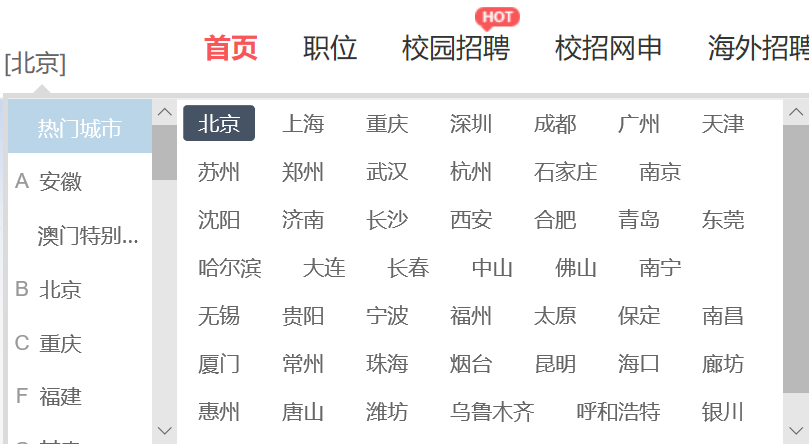 HOT
[北京] 首页 职位 校园招聘 校招网申 海外招聘
热门城市
A 安徽
澳门特别...
B 北京
C 重庆
F 福建
北京 上海 重庆 深圳 成都 广州 天津
苏州 郑州 武汉 杭州 石家庄 南京
沈阳 济南 长沙 西安 合肥 青岛 东莞
哈尔滨 大连 长春 中山 佛山 南宁
无锡 贵阳 宁波 福州 太原 保定 南昌
厦门 常州 珠海 烟台 昆明 海口 廊坊
惠州 唐山 潍坊 乌鲁木齐 呼和浩特 银川